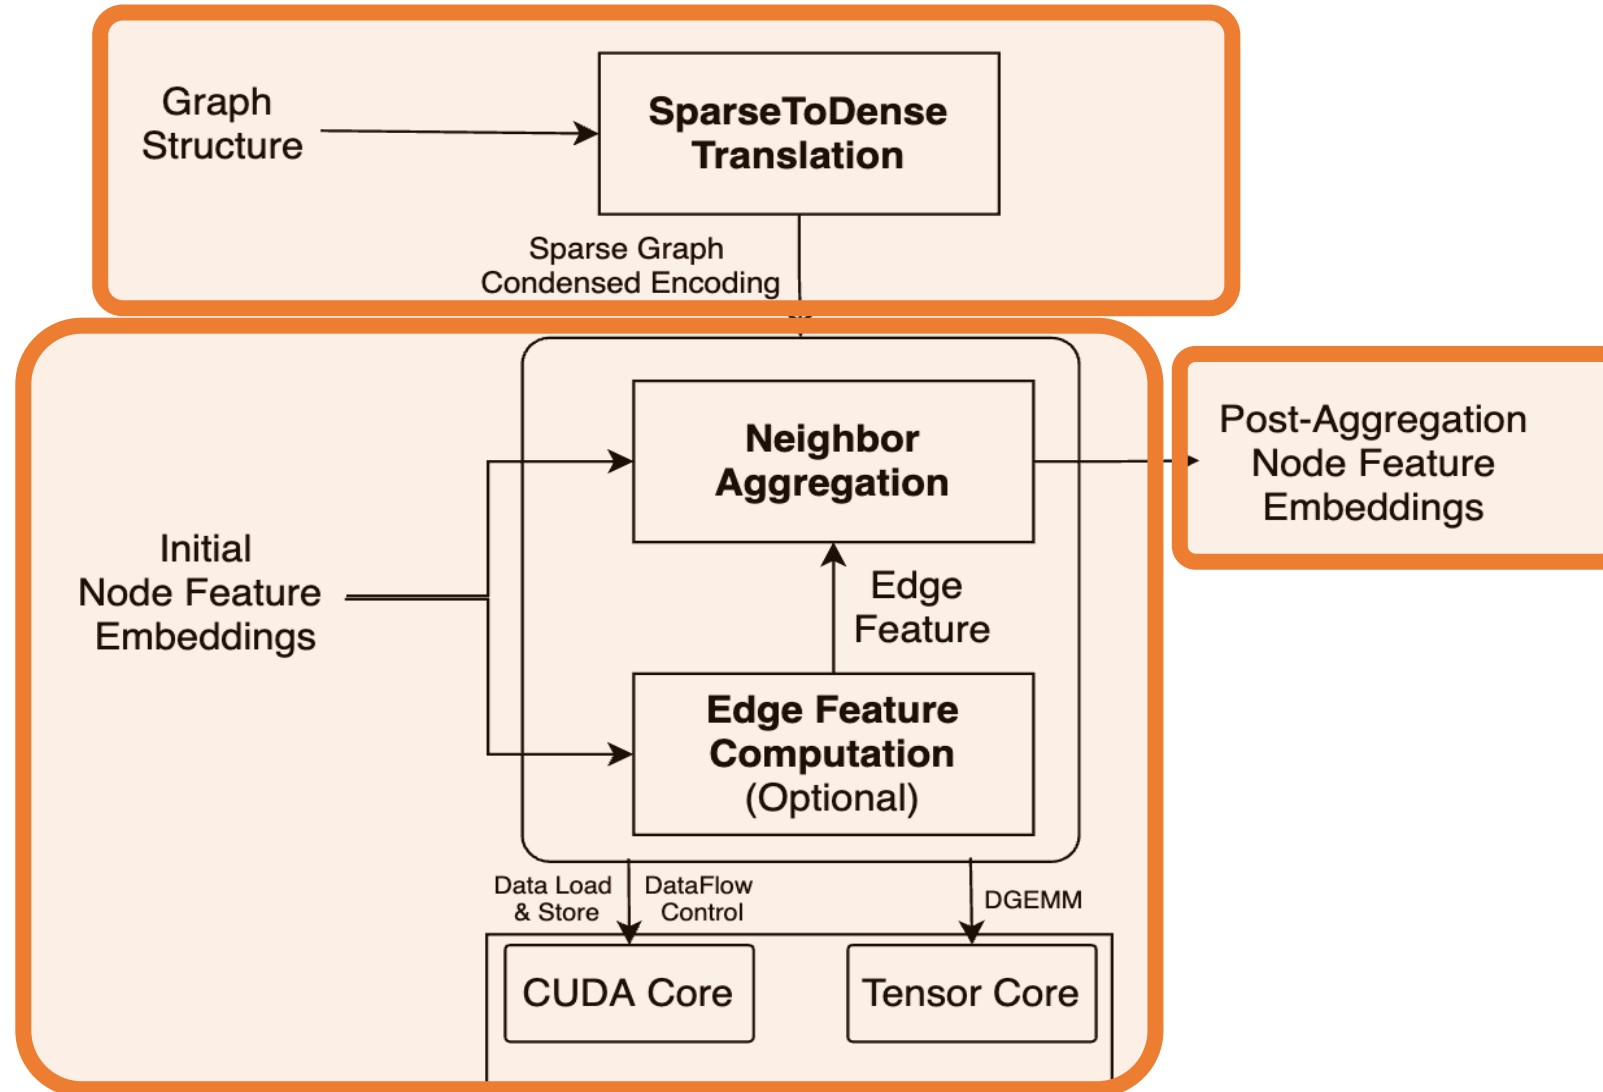 Graph
Structure
SparseToDense
Translation
Sparse Graph
Condensed Encoding
Neighbor
Aggregation
Post-Aggregation
Node Feature
Embeddings
Initial
Node Feature
Embeddings
Edge
Feature
Edge Feature
Computation
(Optional)
Data Load
& Store
DataFlow
Control
DGEMM
CUDA Core
Tensor Core